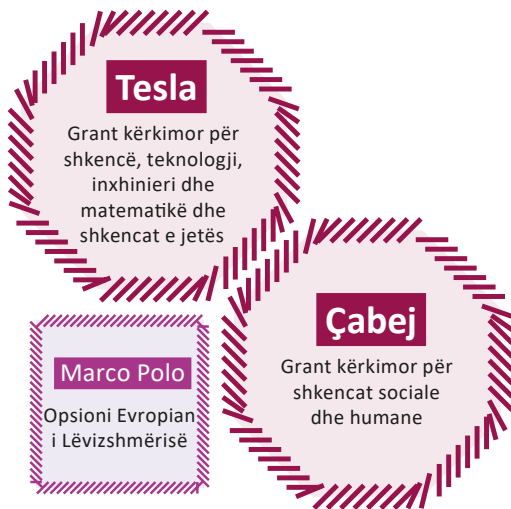 Tesla
Grant kërkimor për
shkencë, teknologji,
inxhinieri dhe
matematikë dhe
shkencat e jetës
Çabej
Grant kërkimor për
shkencat sociale
dhe humane
Marco Polo
Opsioni Evropian
i Lëvizshmërisë